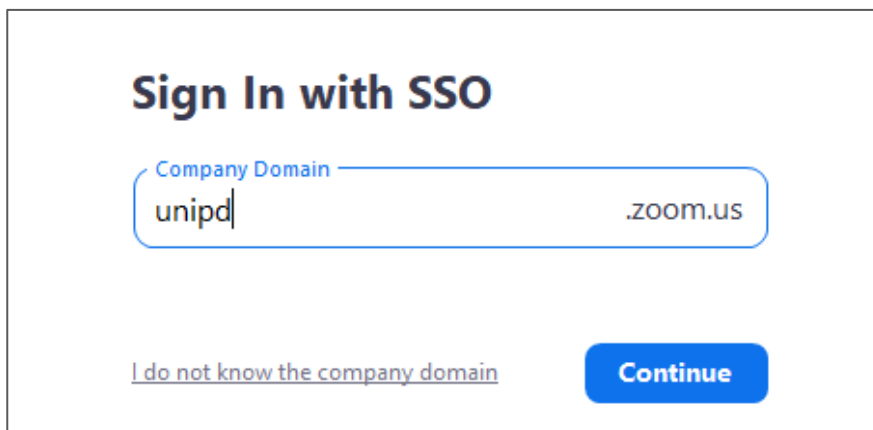 Sign In with SSO
Company Domain
unipd .zoom.us
I do not know the company domain Continue